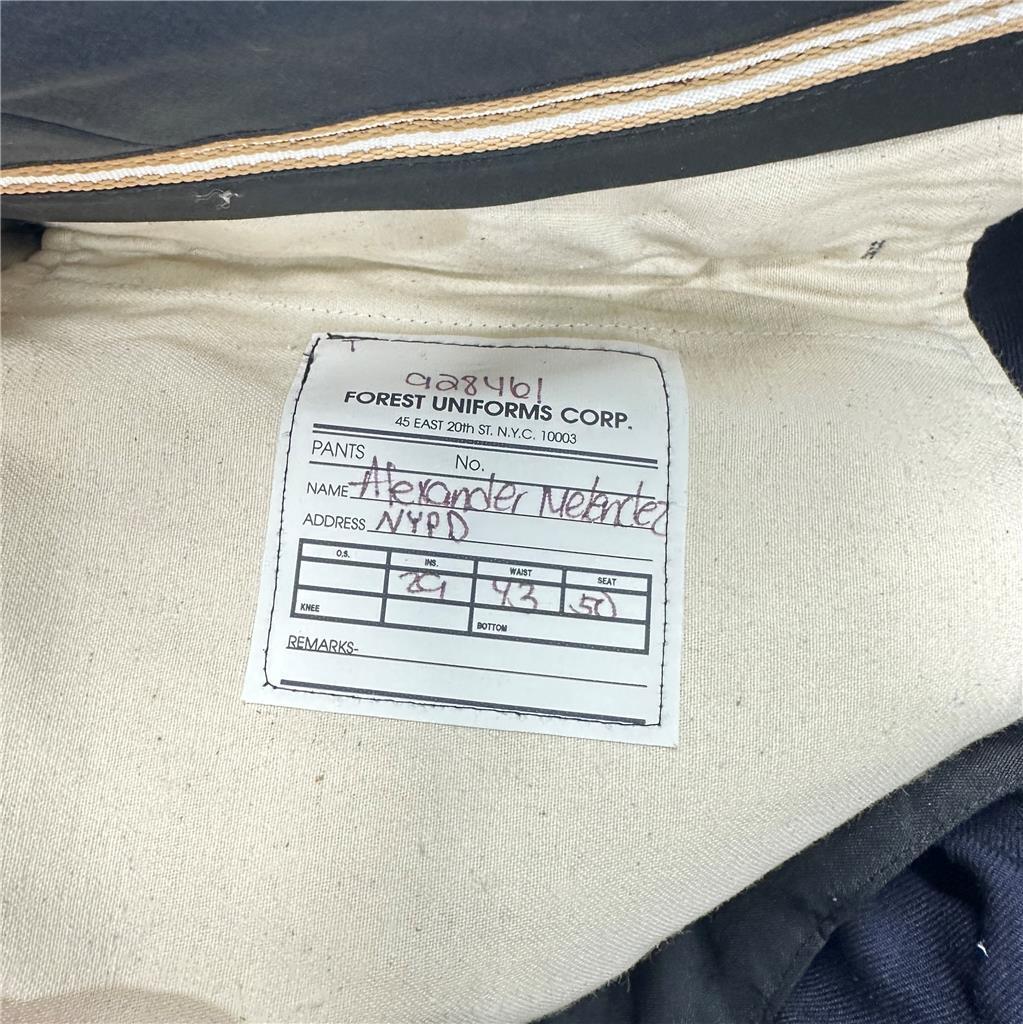 928461
FOREST UNIFORMS CORP.
45 EAST 20th ST. N.Y.C. 10003
PANTS No.
NAME Alexander Melendez
ADDRESS NYPD
O.S. INS. WAIST SEAT
29 43 50
KNEE BOTTOM
REMARKS-